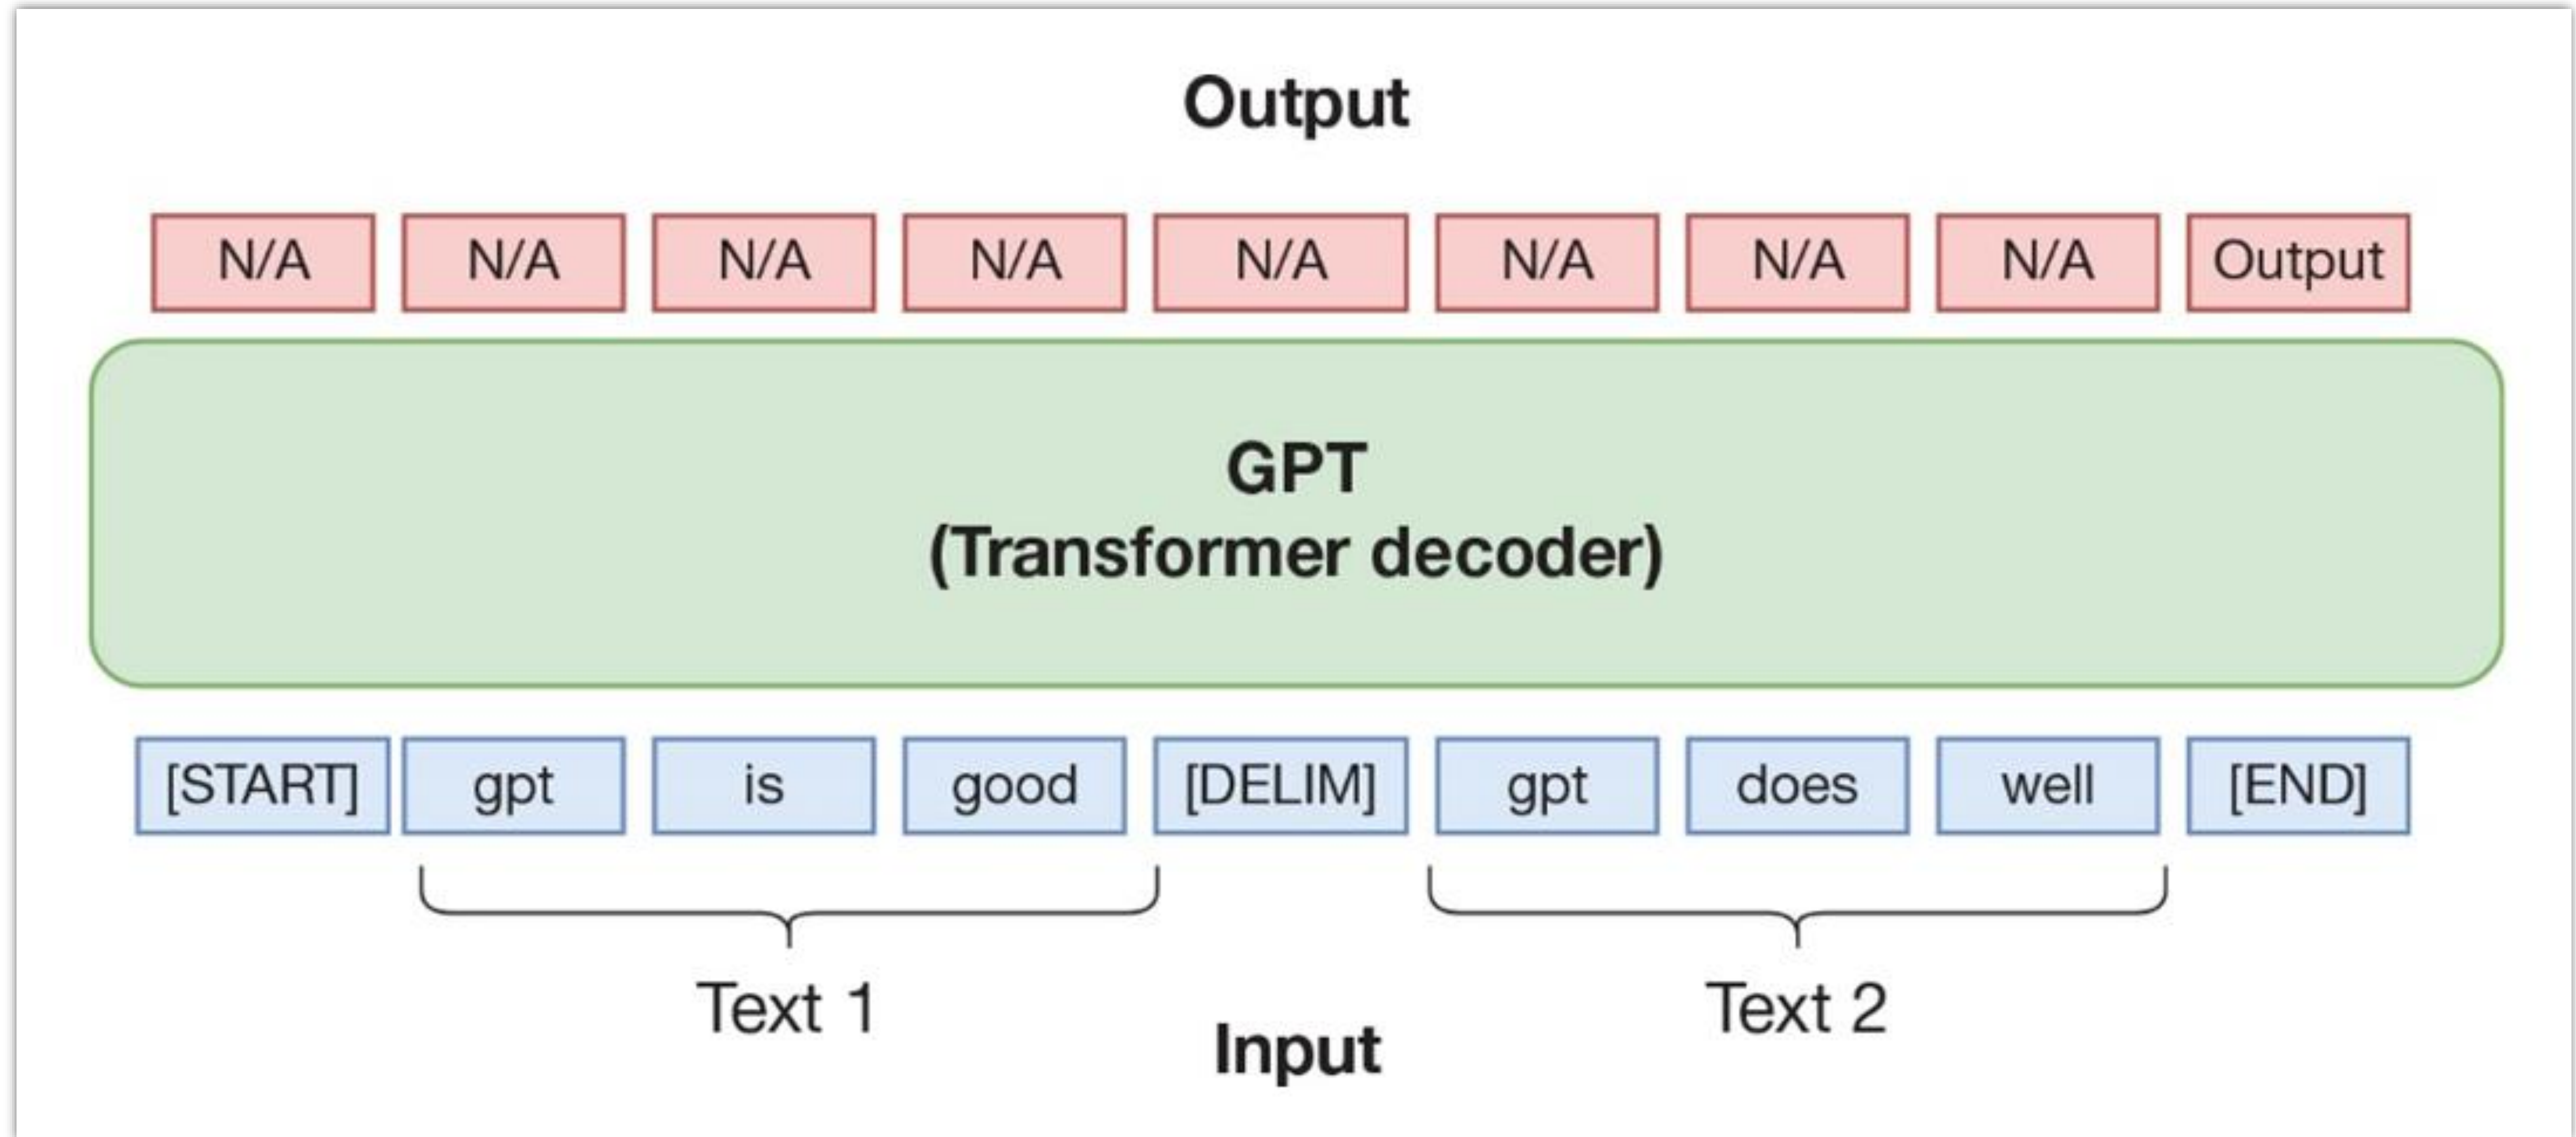 Output
N/A N/A N/A N/A N/A N/A N/A N/A Output
GPT
(Transformer decoder)
[START] gpt is good [DELIM] gpt does well [END]
Text 1 Text 2
Input